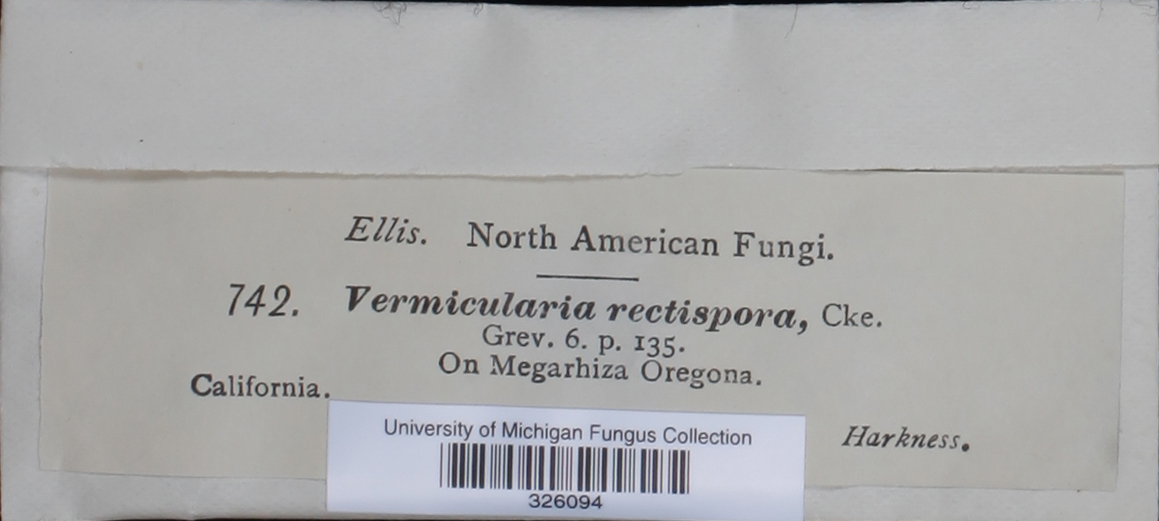 Ellis. North American Fungi.
742. Vermicularia rectispora, Cke.
Grev. 6. p. 135.
On Megarhiza Oregona.
California.
Harkness.
University of Michigan Fungus Collection
326094